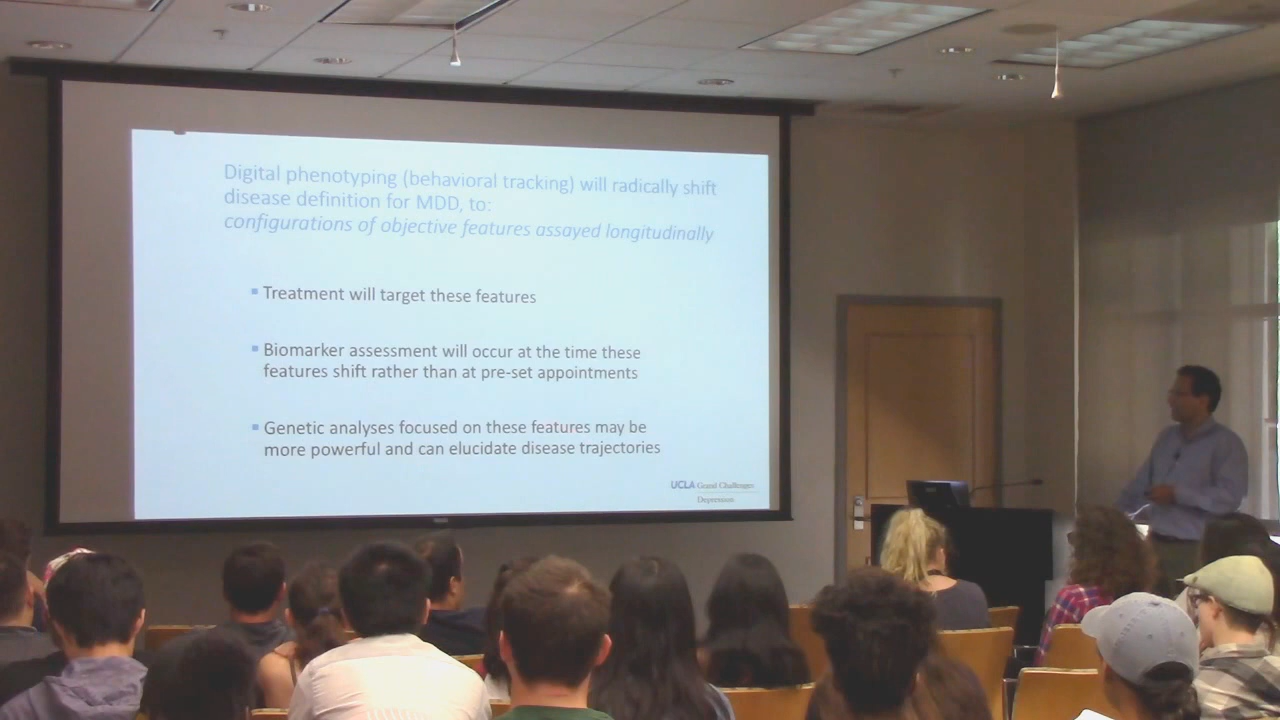 Digital phenotyping (behavioral tracking) will radically shift
disease definition for MDD, to:
configurations of objective features assayed longitudinally
Treatment will target these features
Biomarker assessment will occur at the time these
features shift rather than at pre-set appointments
Genetic analyses focused on these features may be
more powerful and can elucidate disease trajectories
UCLA Grand Challenges
Depression